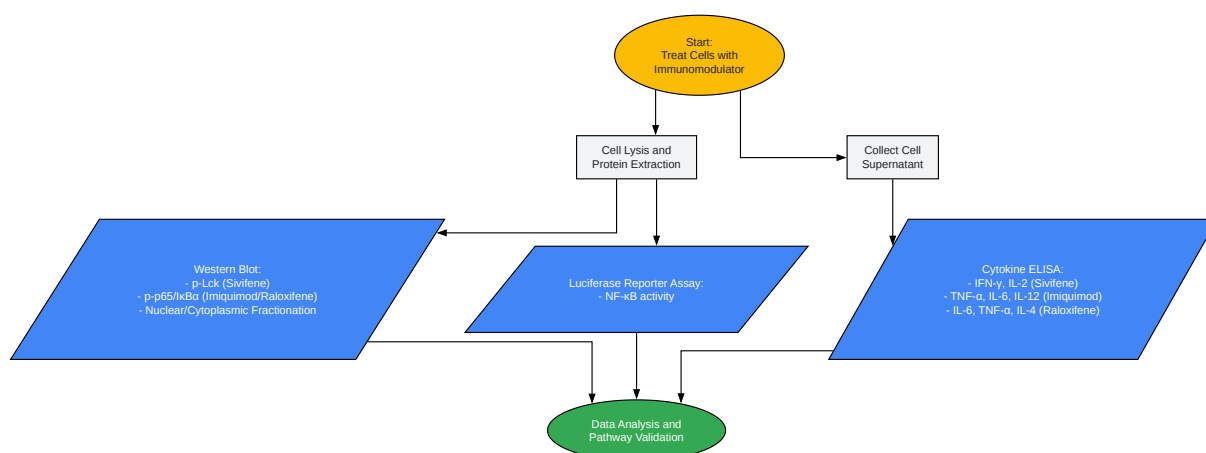 Start:
Treat Cells with
Immunomodulator
Cell Lysis and
Protein Extraction
Collect Cell
Supernatant
Western Blot:
- p-Lck (Sivifene)
- p-p65/IκBα (Imiquimod/Raloxifene)
- Nuclear/Cytoplasmic Fractionation
Luciferase Reporter Assay:
- NF-κB activity
Cytokine ELISA:
- IFN-γ, IL-2 (Sivifene)
- TNF-α, IL-6, IL-12 (Imiquimod)
- IL-6, TNF-α, IL-4 (Raloxifene)
Data Analysis and
Pathway Validation